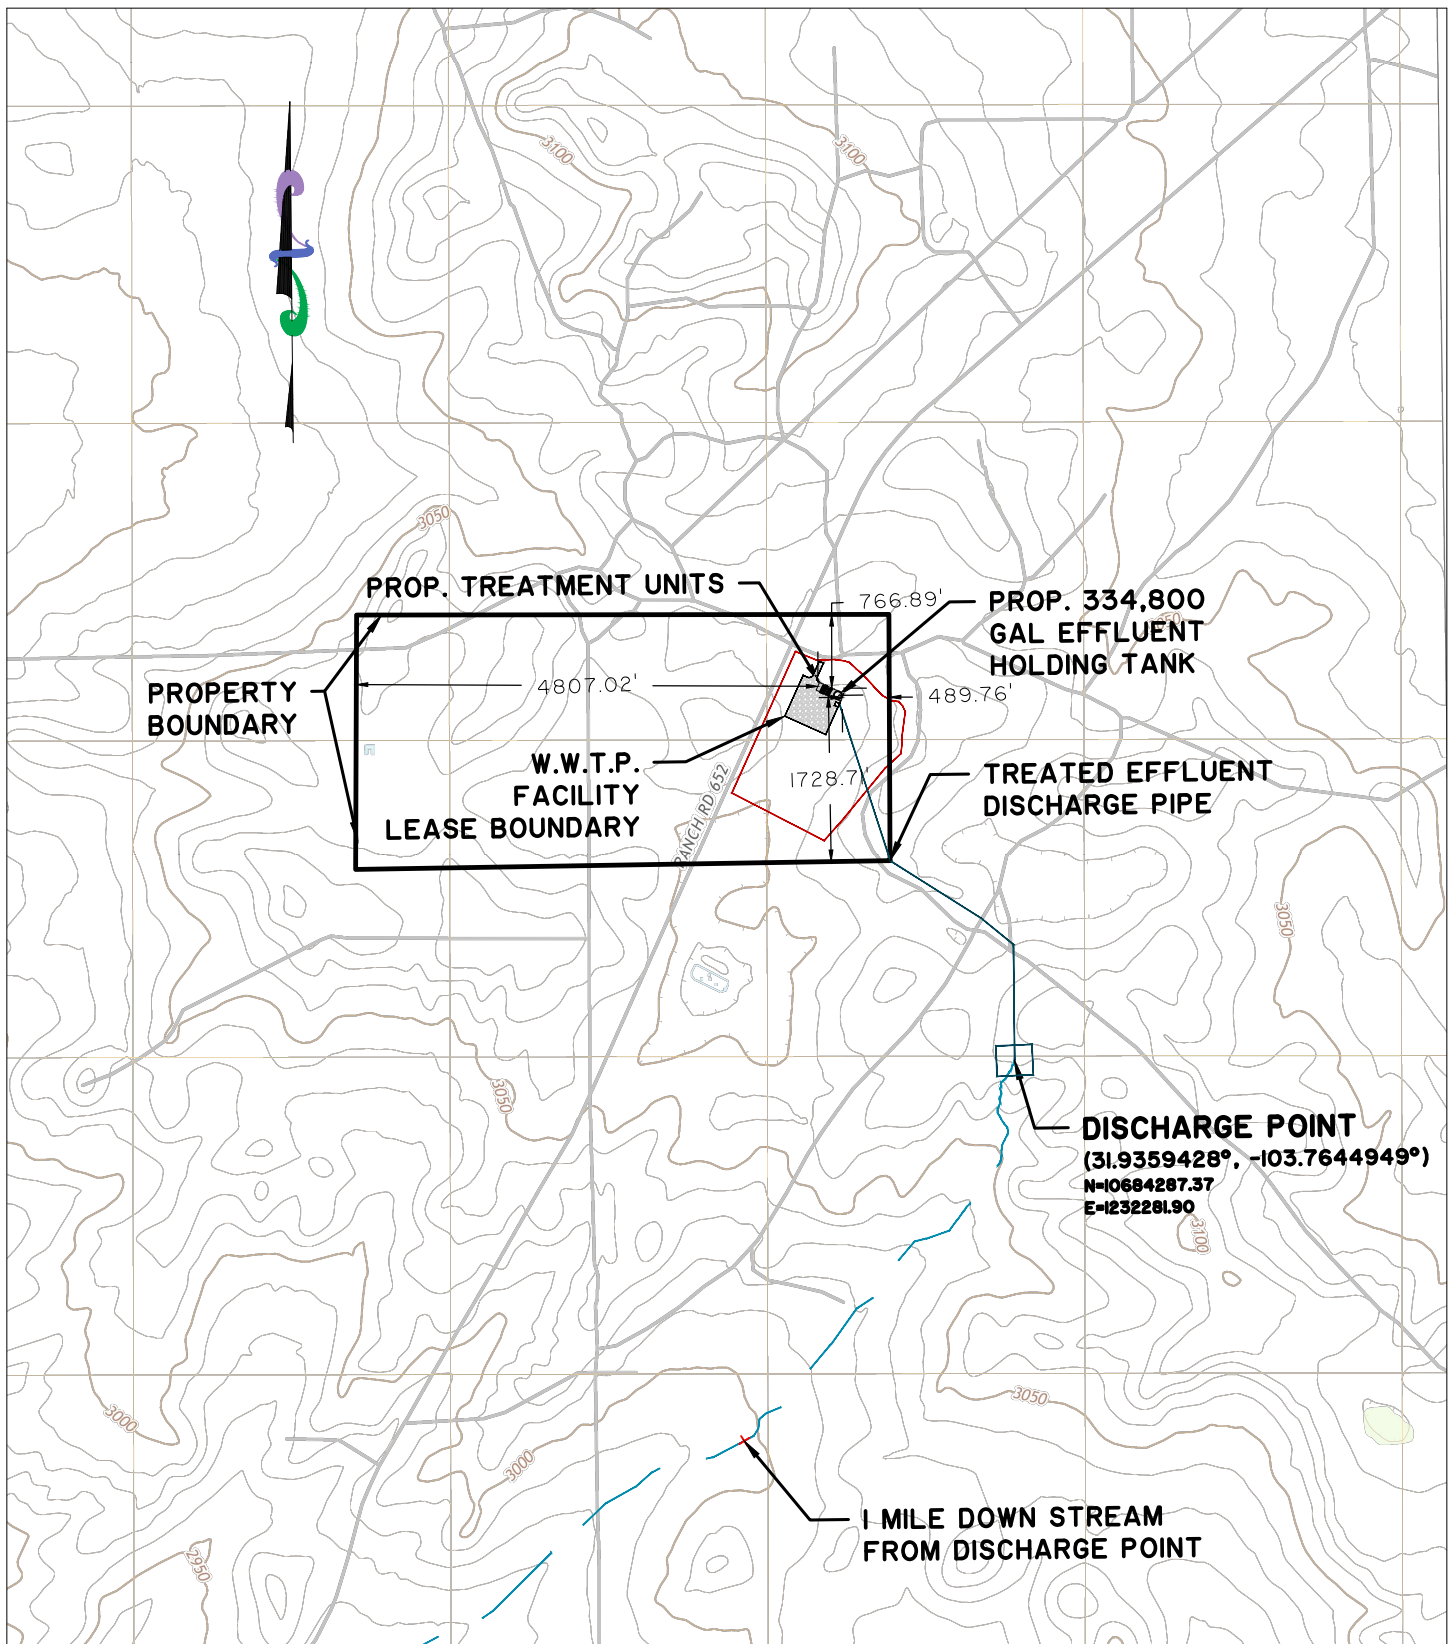 3100
3100
3050
PROP. TREATMENT UNITS
766.89'
PROP. 334,800
GAL EFFLUENT
HOLDING TANK
4807.02'
489.76'
PROPERTY
BOUNDARY
W.W.T.P.
FACILITY
LEASE BOUNDARY
1728.71'
RANCH RD 652
TREATED EFFLUENT
DISCHARGE PIPE
3050
3050
DISCHARGE POINT
(31.9359428°, -103.7644949°)
N=10684287.37
E=1232281.90
3100
3050
3000
3000
2950
1 MILE DOWN STREAM
FROM DISCHARGE POINT